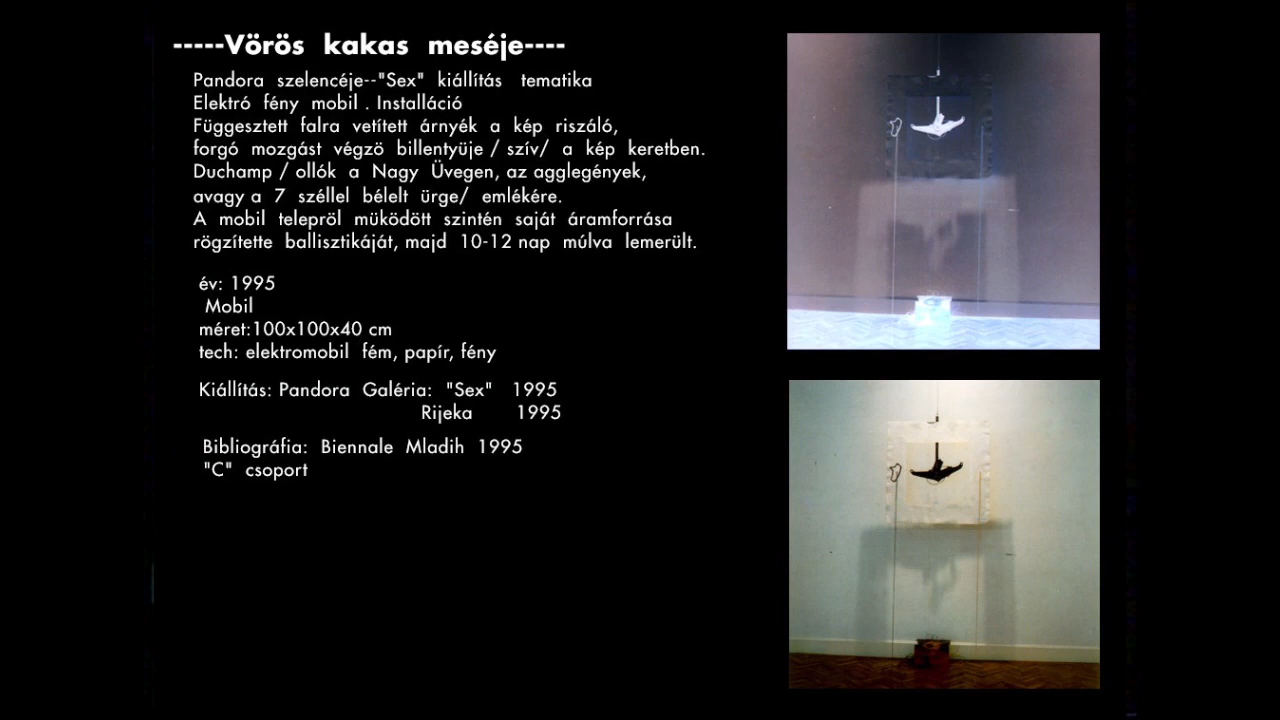 -----Vörös kakas meséje----
Pandora szelencéje--"Sex" kiállítás tematika
Elektró fény mobil . Installáció
Függesztett falra vetített árnyék a kép riszáló,
forgó mozgást végzö billentyüje / szív/ a kép keretben.
Duchamp / ollók a Nagy Üvegen, az agglegények,
avagy a 7 széllel bélelt ürge/ emlékére.
A mobil telepröl müködött szintén saját áramforrása
rögzítette ballisztikáját, majd 10-12 nap múlva lemerült.
év: 1995
Mobil
méret:100x100x40 cm
tech: elektromobil fém, papír, fény
Kiállítás: Pandora Galéria: "Sex" 1995
Rijeka 1995
Bibliográfia: Biennale Mladih 1995
"C" csoport